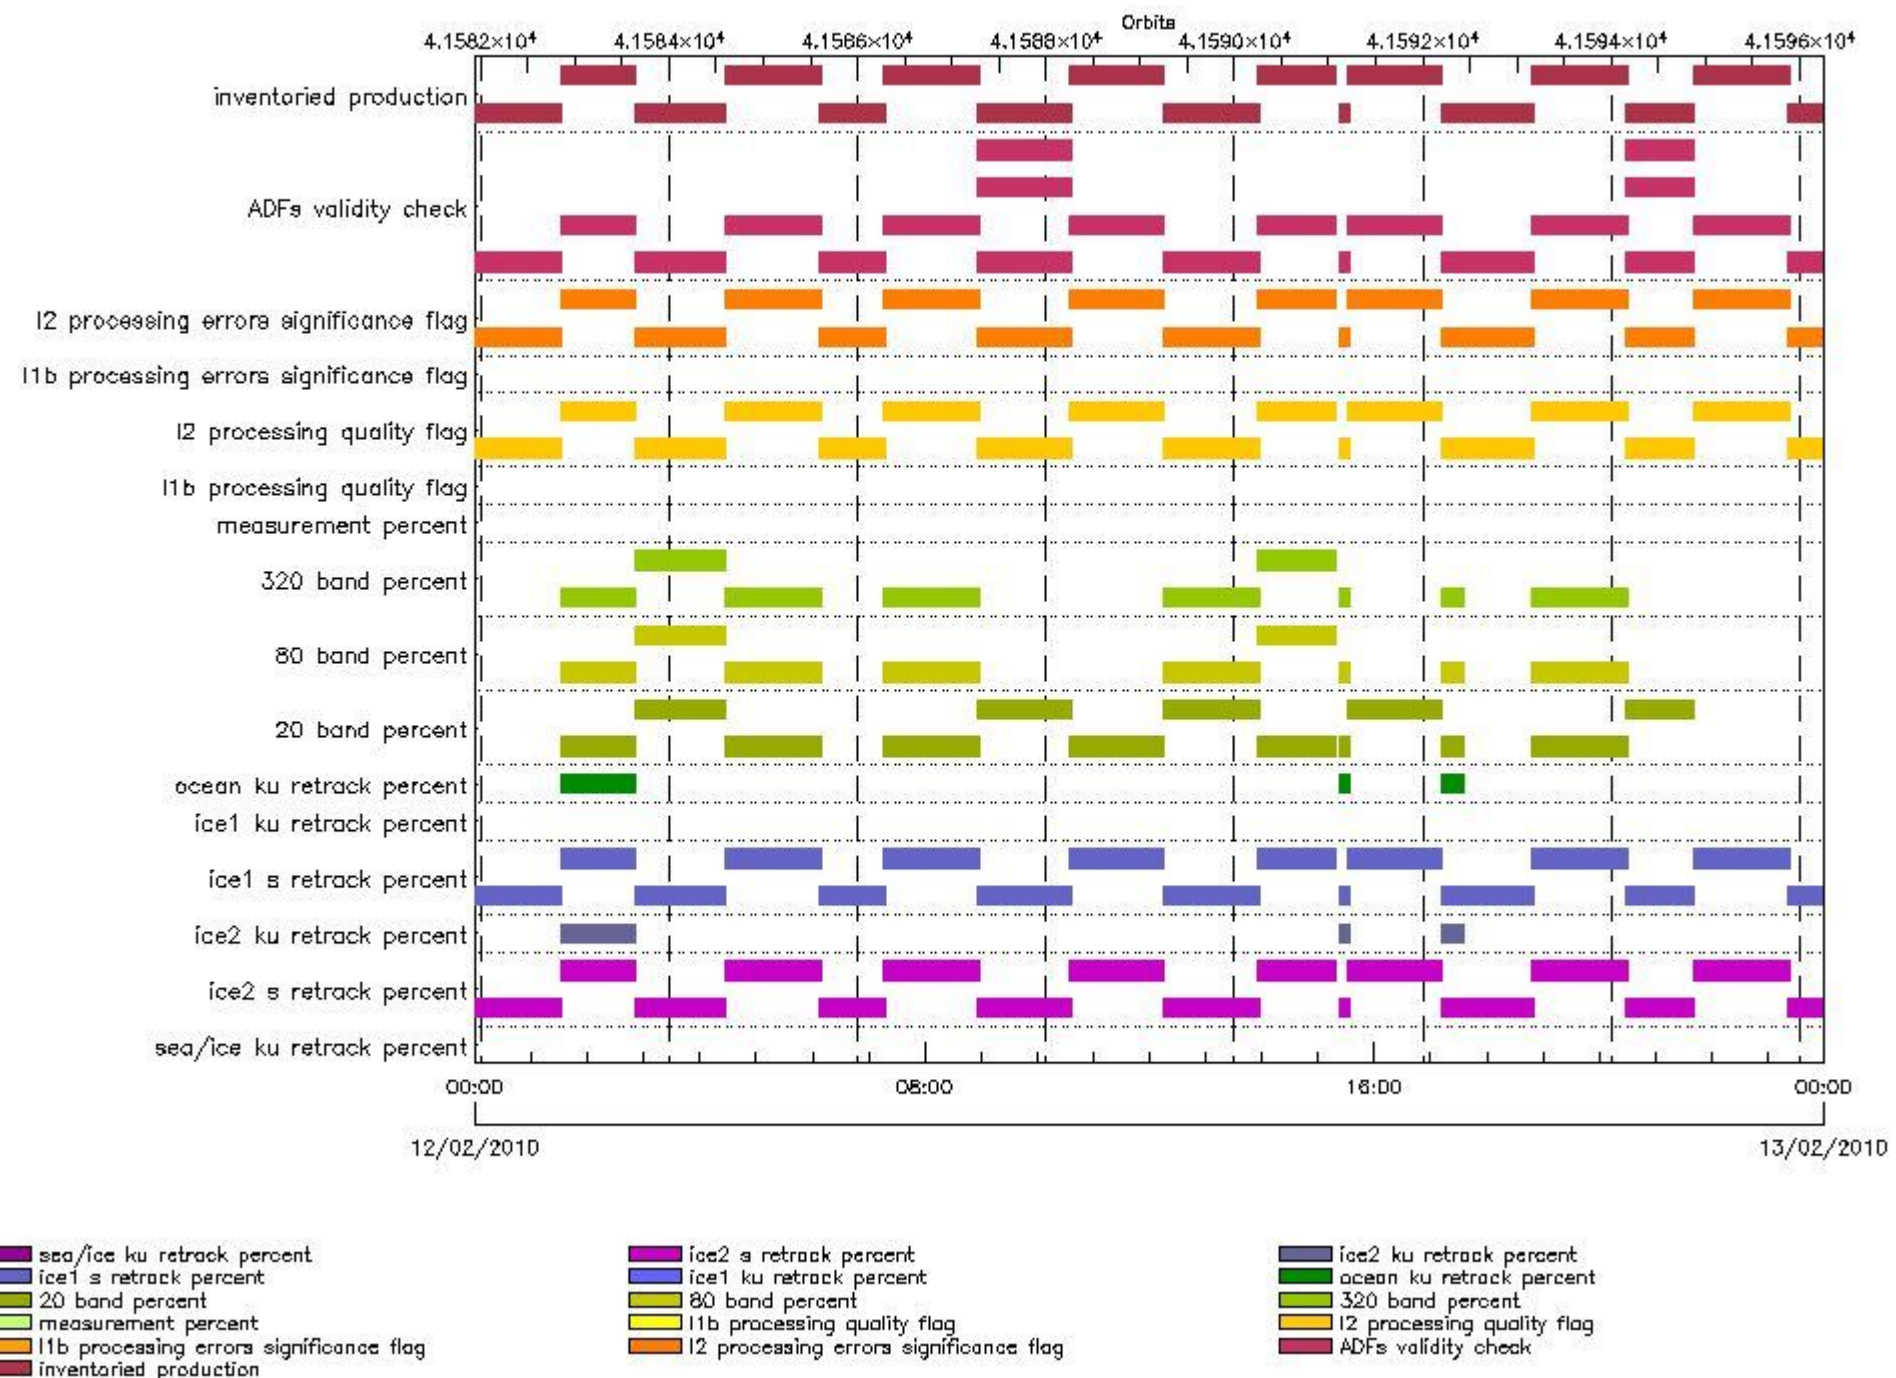 Orbits
4.1582×10⁴ 4.1584×10⁴ 4.1586×10⁴ 4.1588×10⁴ 4.1590×10⁴ 4.1592×10⁴ 4.1594×10⁴ 4.1596×10⁴
inventoried production
ADFs validity check
l2 processing errors significance flag
l1b processing errors significance flag
l2 processing quality flag
l1b processing quality flag
measurement percent
320 band percent
80 band percent
20 band percent
ocean ku retrack percent
ice1 ku retrack percent
ice1 s retrack percent
ice2 ku retrack percent
ice2 s retrack percent
sea/ice ku retrack percent
00:00 08:00 16:00 00:00
12/02/2010 13/02/2010
sea/ice ku retrack percent ice2 s retrack percent ice2 ku retrack percent
ice1 s retrack percent ice1 ku retrack percent ocean ku retrack percent
20 band percent 80 band percent 320 band percent
measurement percent l1b processing quality flag l2 processing quality flag
l1b processing errors significance flag l2 processing errors significance flag ADFs validity check
inventoried production